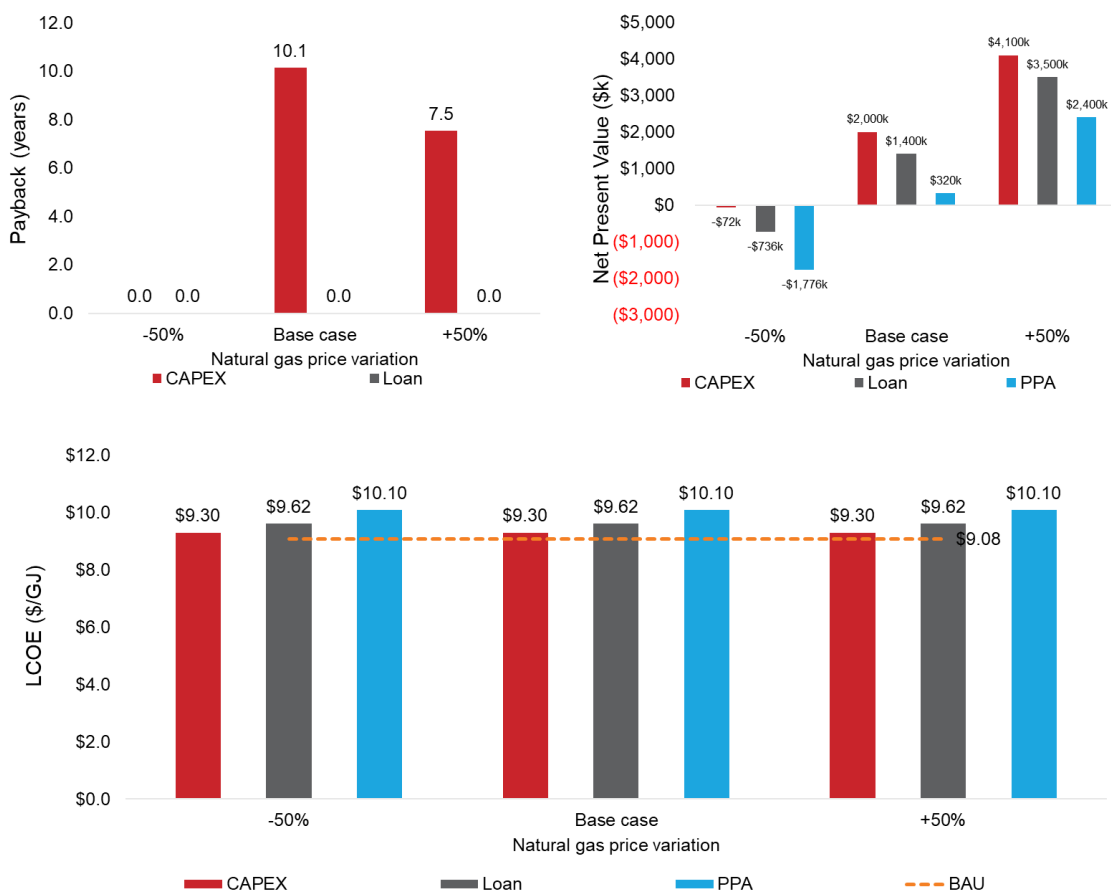 12.0
10.0
8.0
6.0
4.0
2.0
0.0
Payback (years)
10.1
7.5
0.0 0.0
0.0
0.0
-50% Base case +50%
Natural gas price variation
CAPEX Loan
$5,000
$4,000
$3,000
$2,000
$1,000
$0
($1,000)
($2,000)
($3,000)
Net Present Value ($k)
-$72k
-$736k
-$1,776k
$2,000k
$1,400k
$320k
$4,100k
$3,500k
$2,400k
-50% Base case +50%
Natural gas price variation
CAPEX Loan PPA
$12.0
$10.0
$8.0
$6.0
$4.0
$2.0
$0.0
LCOE ($/GJ)
$9.30 $9.62 $10.10
$9.30 $9.62 $10.10
$9.30 $9.62 $10.10
$9.08
-50% Base case +50%
Natural gas price variation
CAPEX Loan PPA BAU